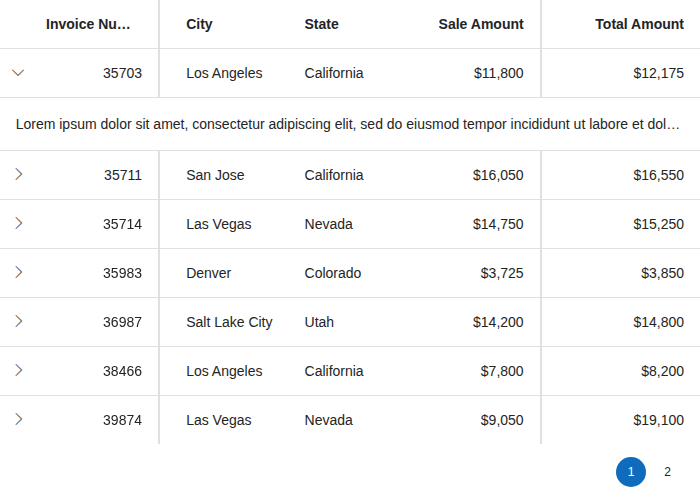 Invoice Nu… City State Sale Amount Total Amount
35703 Los Angeles California $11,800 $12,175
Lorem ipsum dolor sit amet, consectetur adipiscing elit, sed do eiusmod tempor incididunt ut labore et dol…
35711 San Jose California $16,050 $16,550
35714 Las Vegas Nevada $14,750 $15,250
35983 Denver Colorado $3,725 $3,850
36987 Salt Lake City Utah $14,200 $14,800
38466 Los Angeles California $7,800 $8,200
39874 Las Vegas Nevada $9,050 $19,100
1 2